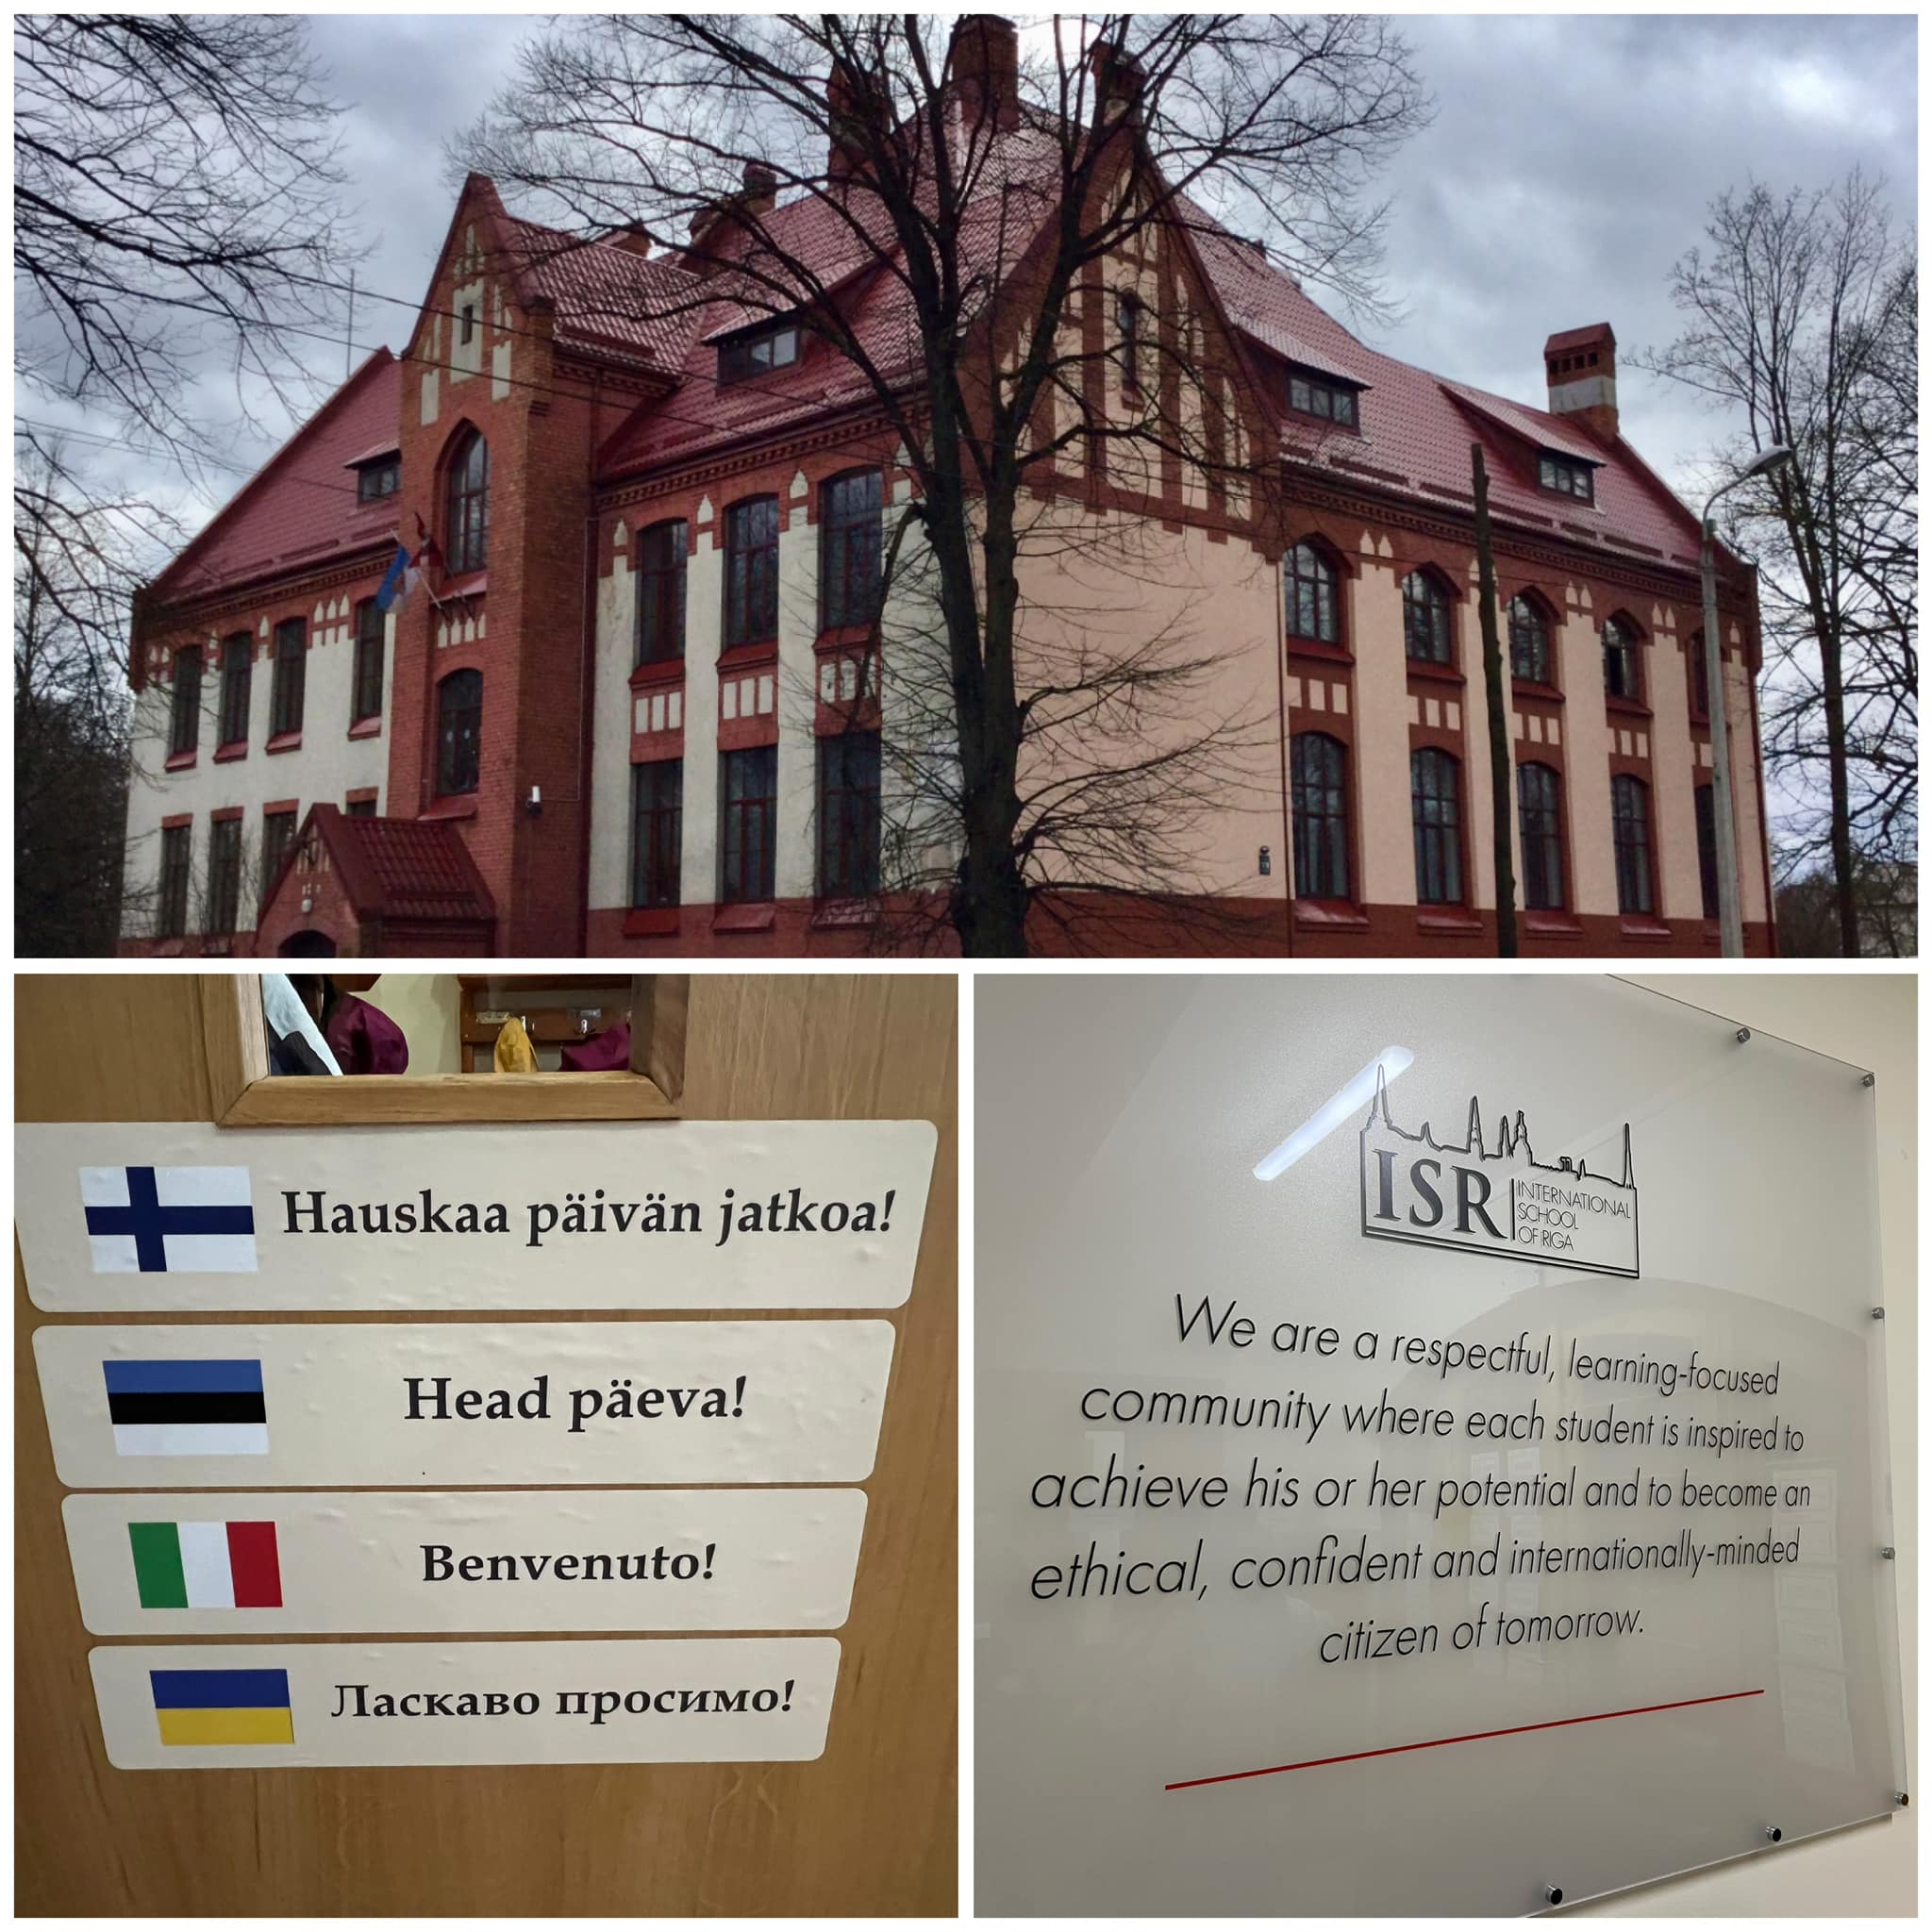 Hauskaa päivän jatkoa!
Head päeva!
Benvenuto!
Ласкаво просимо!
ISR
INTERNATIONAL
SCHOOL
OF RIGA
We are a respectful, learning-focused
community where each student is inspired to
achieve his or her potential and to become an
ethical, confident and internationally-minded
citizen of tomorrow.